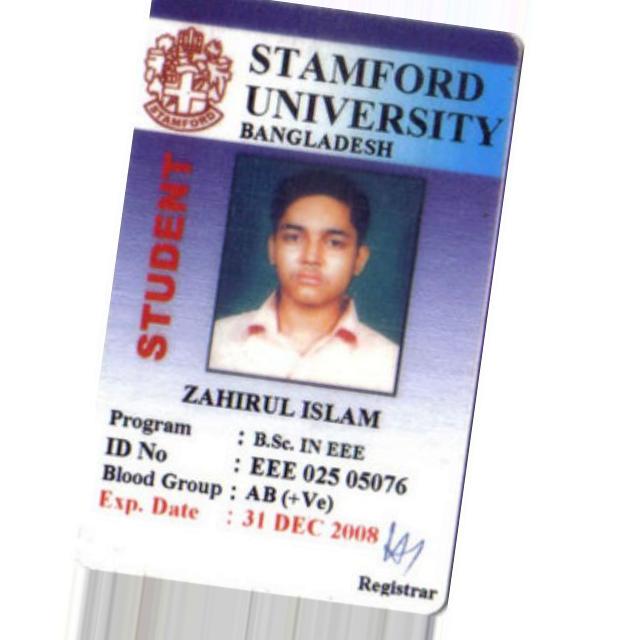 STAMFORD
UNIVERSITY
BANGLADESH
STAMFORD
STUDENT
ZAHIRUL ISLAM
Program : B.Sc. IN EEE
ID No : EEE 025 05076
Blood Group : AB (+Ve)
Exp. Date : 31 DEC 2008
Registrar